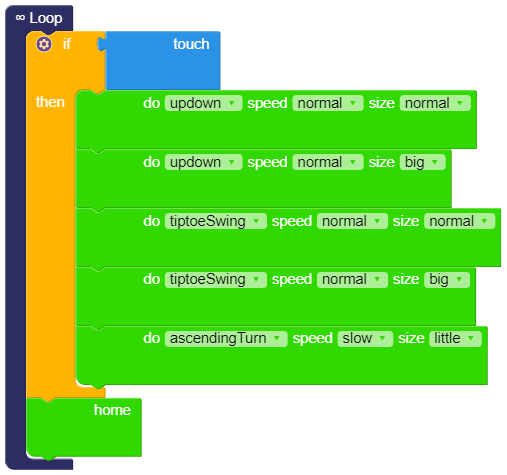 ∞ Loop
if touch
then do updown speed normal size normal
do updown speed normal size big
do tiptoeSwing speed normal size normal
do tiptoeSwing speed normal size big
do ascendingTurn speed slow size little
home